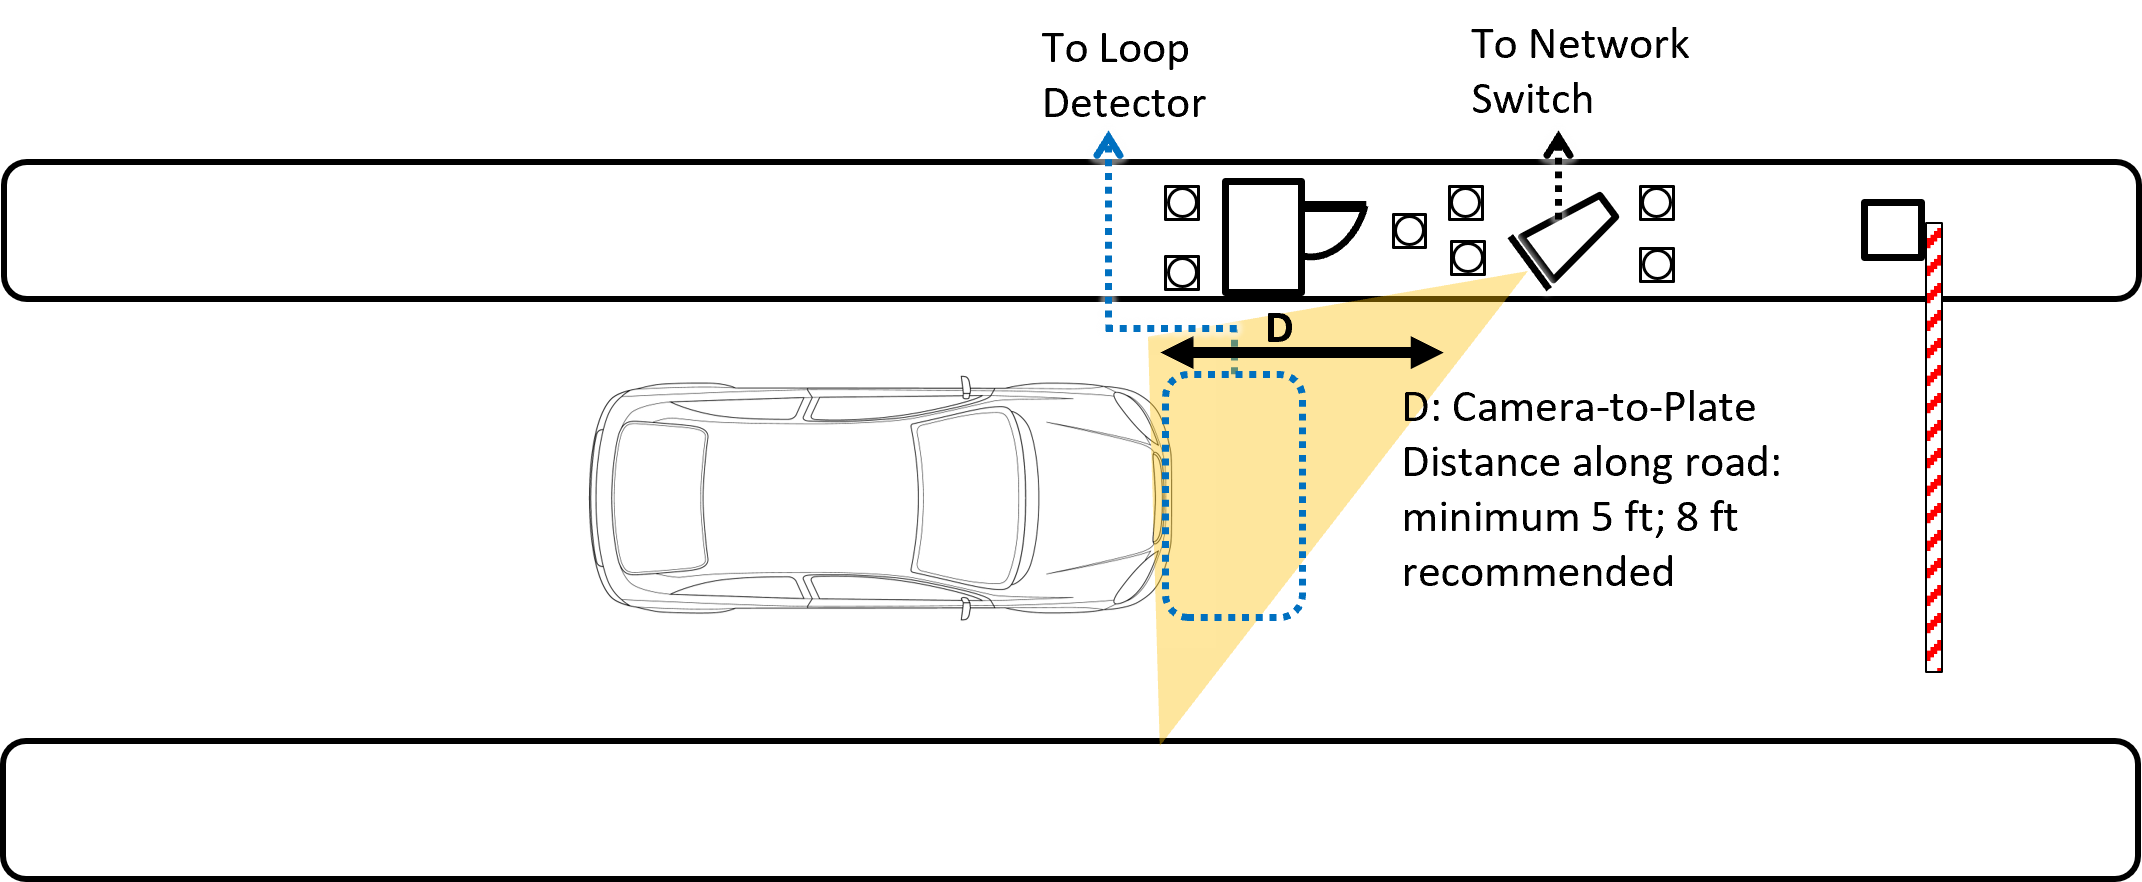 To Loop
Detector
To Network
Switch
D
D: Camera-to-Plate
Distance along road:
minimum 5 ft; 8 ft
recommended